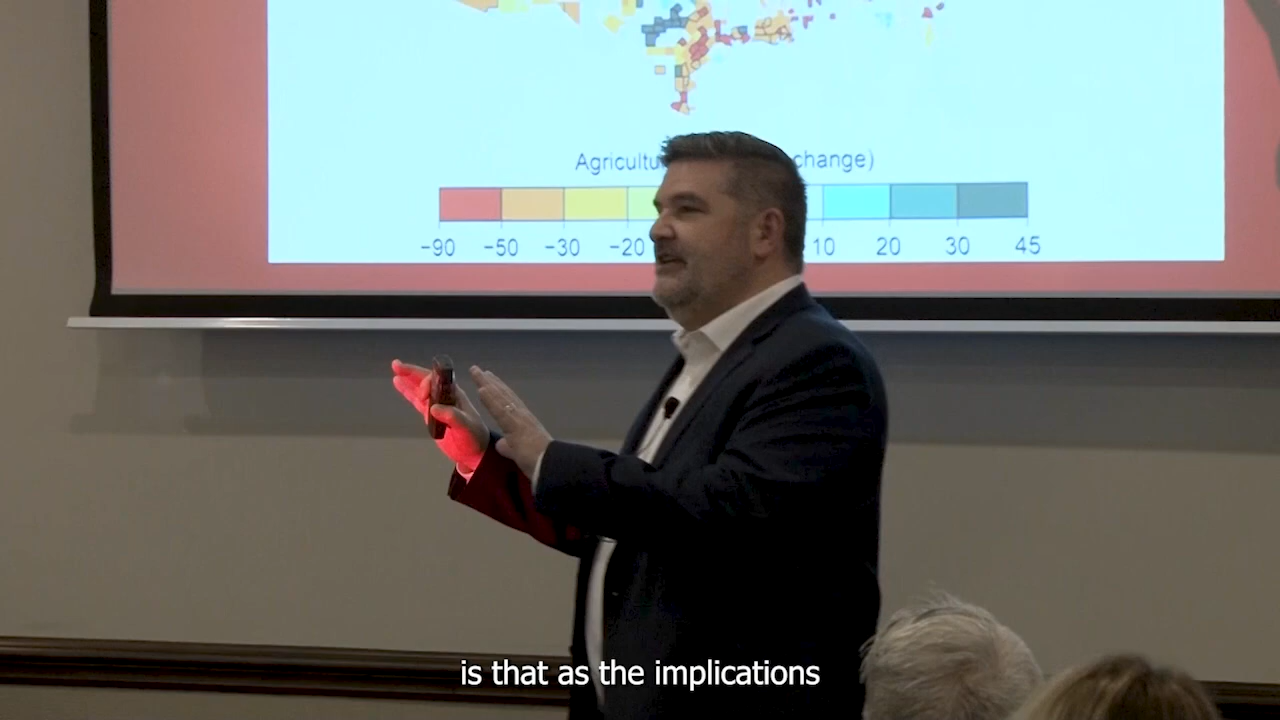 Agricultu change)
−90 −50 −30 −20 10 20 30 45
is that as the implications